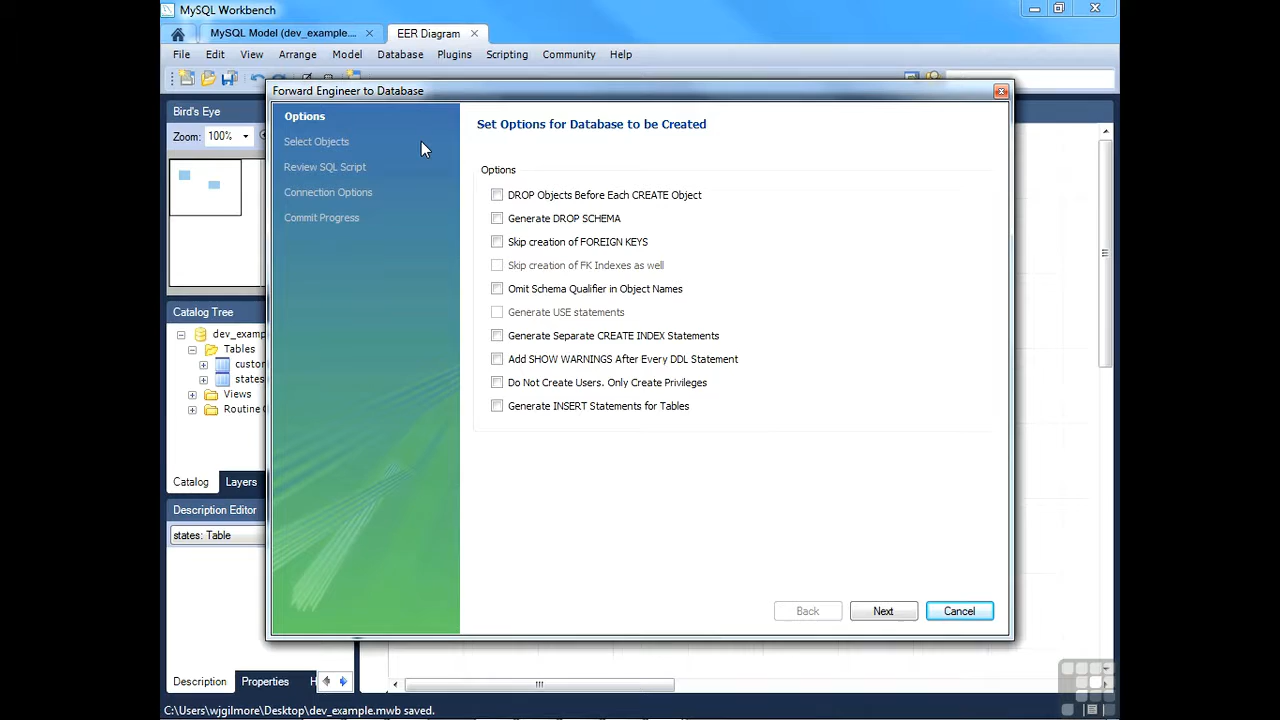 MySQL Workbench
MySQL Model (dev_example....
EER Diagram
File Edit View Arrange Model Database Plugins Scripting Community Help
Bird's Eye
Zoom: 100%
Catalog Tree
dev_examp
Tables
custor
states
Views
Routine
Catalog Layers
Description Editor
states: Table
Description Properties
C:\Users\wjgilmore\Desktop\dev_example.mwb saved.
Forward Engineer to Database
Options
Select Objects
Review SQL Script
Connection Options
Commit Progress
Set Options for Database to be Created
Options
DROP Objects Before Each CREATE Object
Generate DROP SCHEMA
Skip creation of FOREIGN KEYS
Skip creation of FK Indexes as well
Omit Schema Qualifier in Object Names
Generate USE statements
Generate Separate CREATE INDEX Statements
Add SHOW WARNINGS After Every DDL Statement
Do Not Create Users. Only Create Privileges
Generate INSERT Statements for Tables
Back Next Cancel